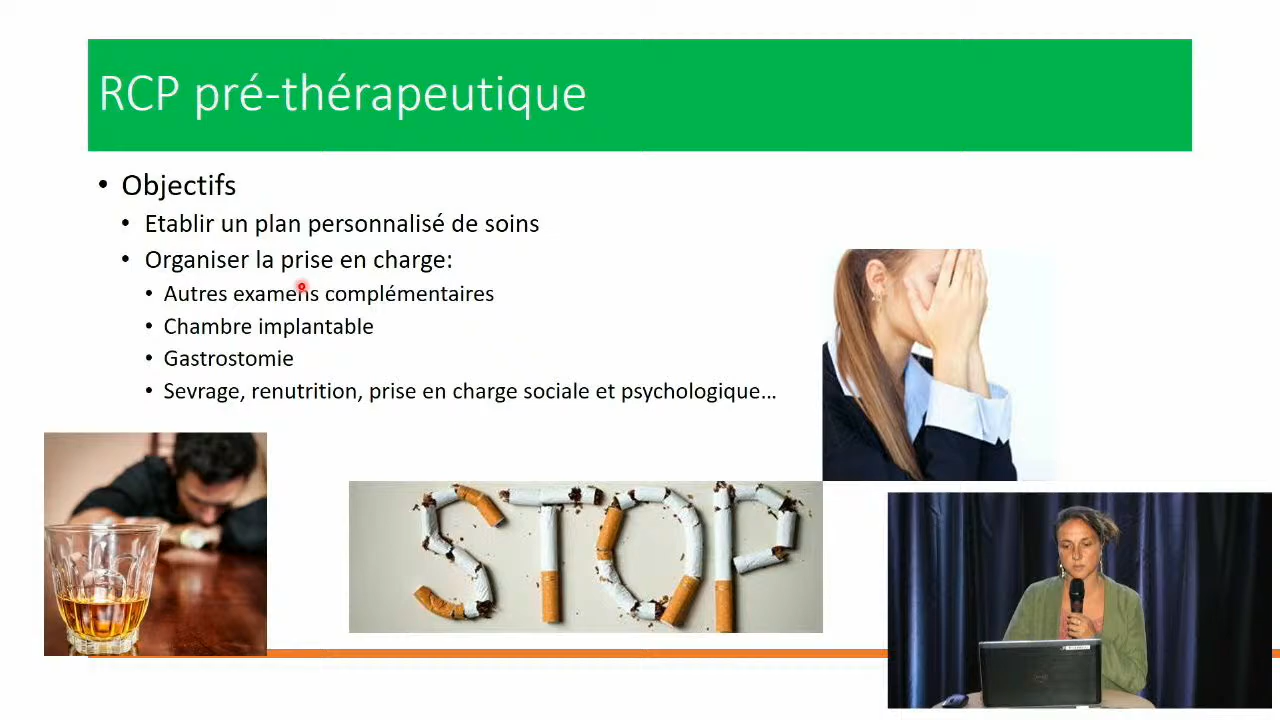 RCP pré-thérapeutique
• Objectifs
• Etablir un plan personnalisé de soins
• Organiser la prise en charge:
• Autres examens complémentaires
• Chambre implantable
• Gastrostomie
• Sevrage, renutrition, prise en charge sociale et psychologique...
STOP